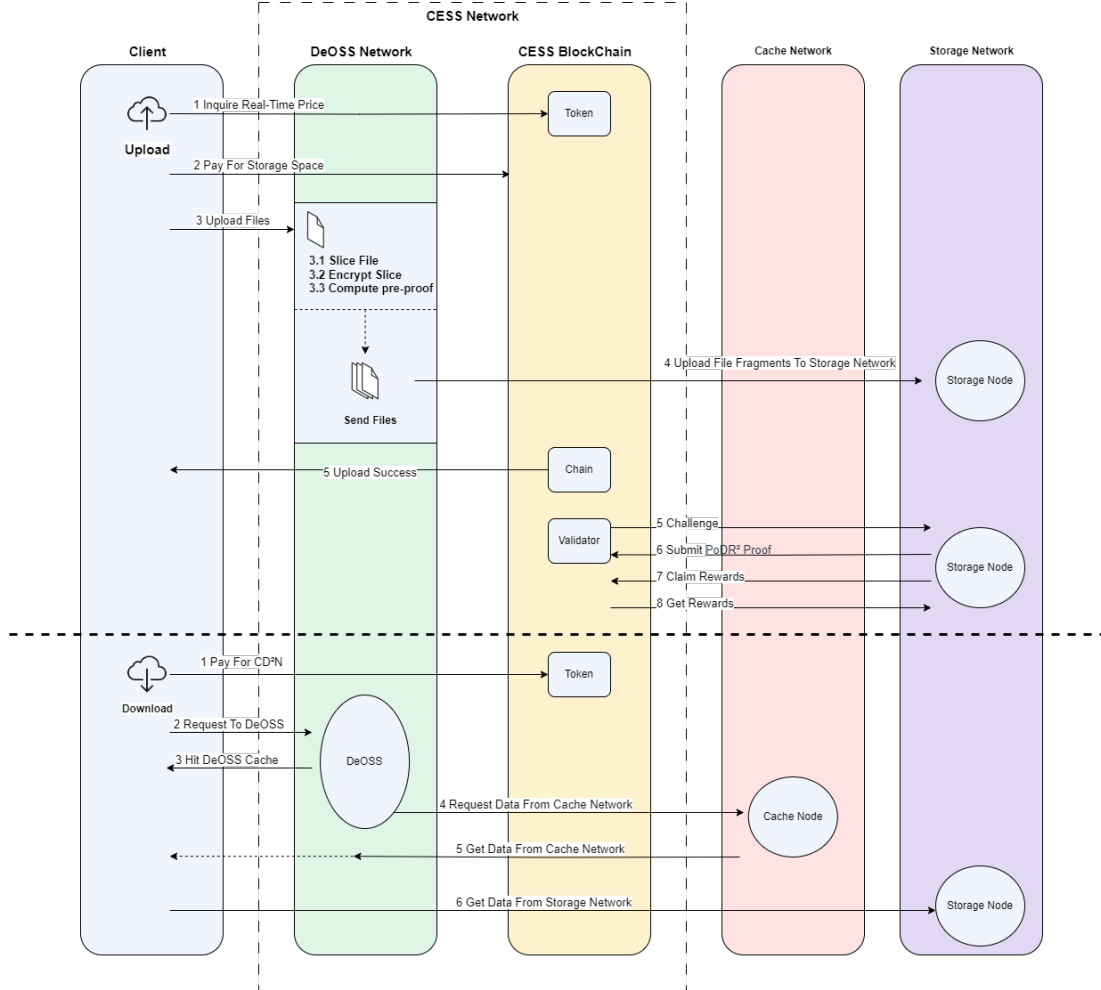 CESS Network
Client
DeOSS Network
CESS BlockChain
Cache Network
Storage Network
1 Inquire Real-Time Price
Token
Upload
2 Pay For Storage Space
3 Upload Files
3.1 Slice File
3.2 Encrypt Slice
3.3 Compute pre-proof
4 Upload File Fragments To Storage Network
Storage Node
Send Files
5 Upload Success
Chain
5 Challenge
Validator
6 Submit PoDR² Proof
Storage Node
7 Claim Rewards
8 Get Rewards
1 Pay For CD²N
Token
Download
2 Request To DeOSS
3 Hit DeOSS Cache
DeOSS
4 Request Data From Cache Network
Cache Node
5 Get Data From Cache Network
6 Get Data From Storage Network
Storage Node